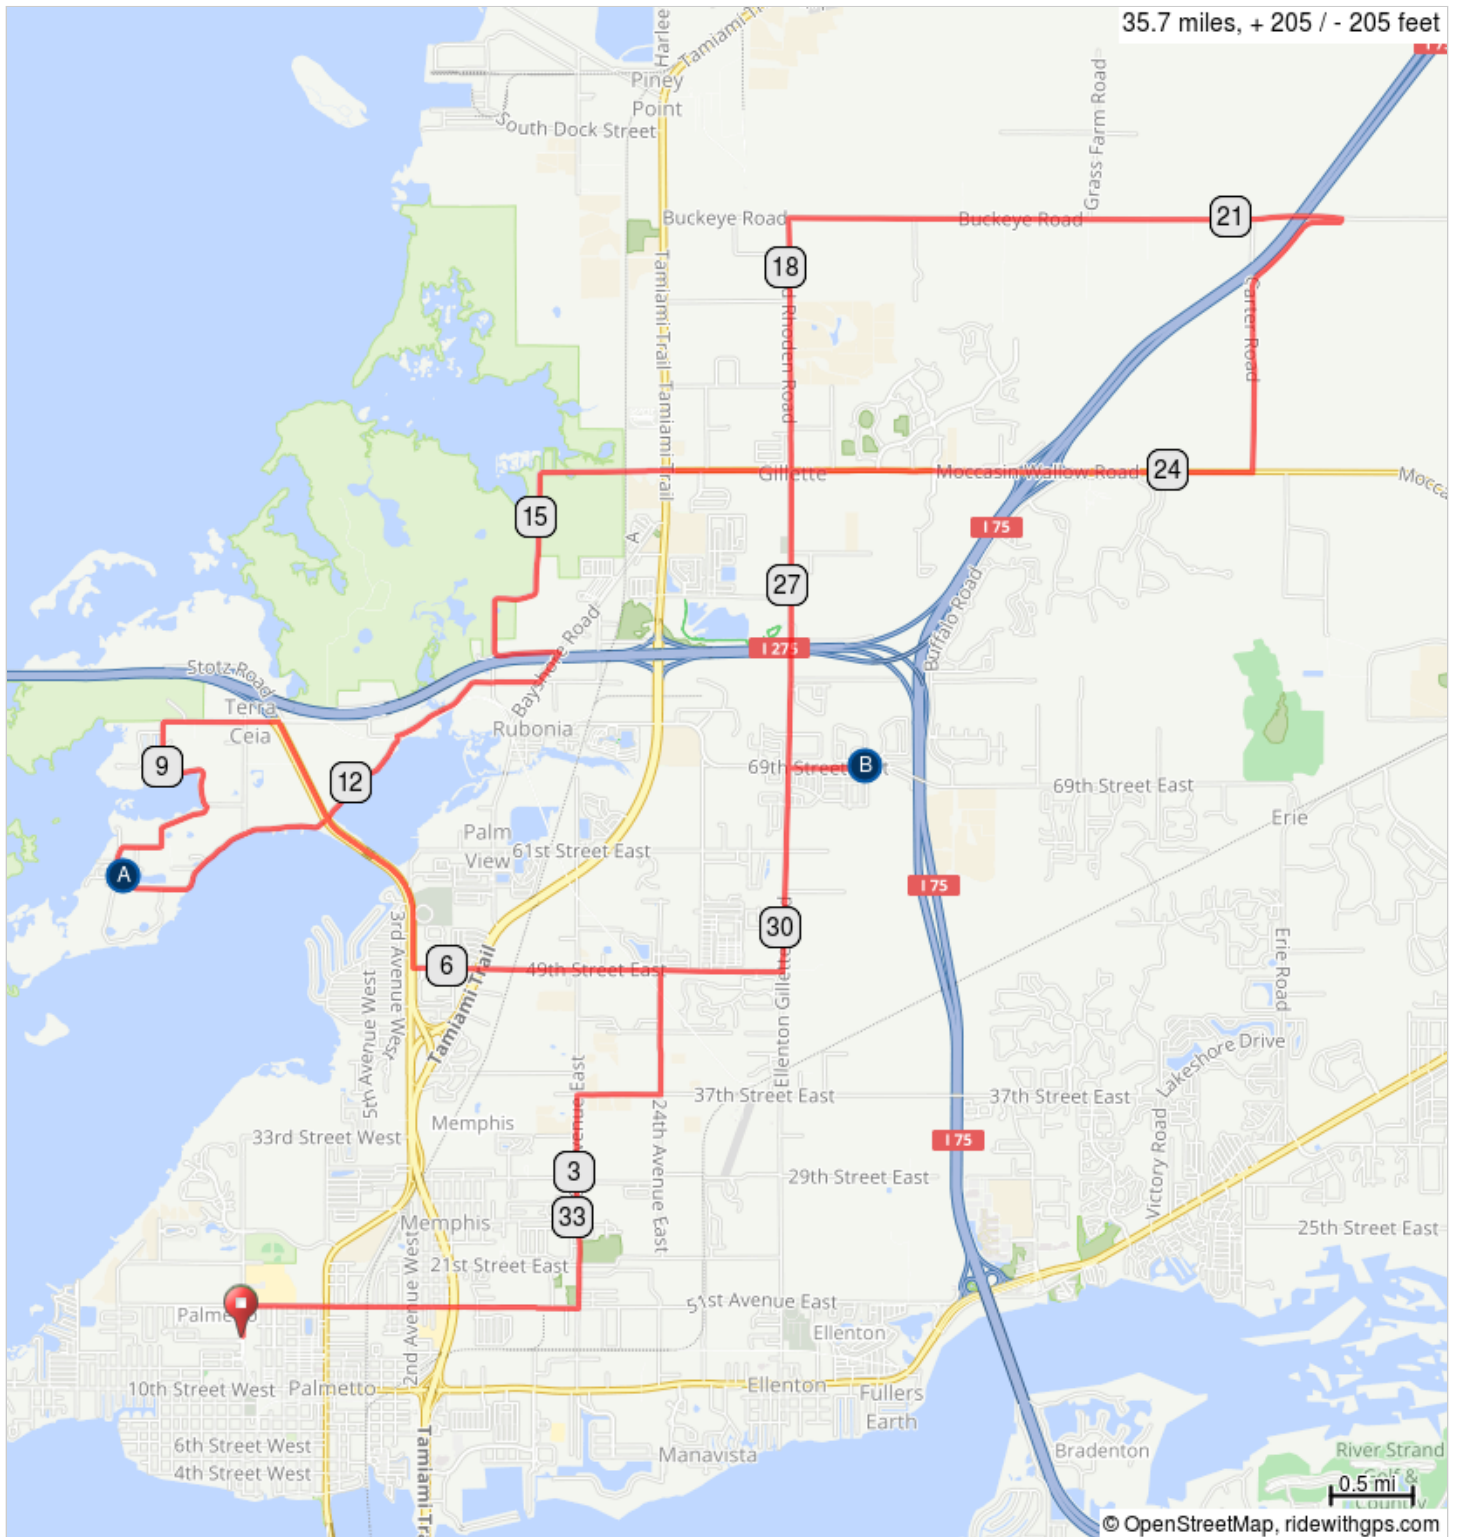 35.7 miles, + 205 / - 205 feet
Harlee
Tamiami
Piney
Point
South Dock Street
Grass Farm Road
Buckeye Road
Buckeye Road
21
18
Tamiami Trail
Tamiami Trail
Rhoden Road
Carter Road
Gillette
Moccasin Wallow Road
24
15
I 75
A
27
Buffalo Road
Bayshore Road
I 275
Stotz Road
Terra
Ceia
Rubonia
9
12
69th Street
B
69th Street East
Erie
Palm
View
61st Street East
A
I 75
3rd Avenue West
30
6
49th Street East
Tamiami Trail
5th Avenue West
Ellenton Gillette
Erie Road
Lakeshore Drive
37th Street East
37th Street East
24th Avenue East
Memphis
33rd Street West
I 75
3
29th Street East
Victory Road
33
Memphis
25th Street East
21st Street East
2nd Avenue West
51st Avenue East
Ellenton
10th Street West
Palmetto
Ellenton
Fullers
Earth
6th Street West
4th Street West
Manavista
Bradenton
River Strand
Golf &
Country
0.5 mi
© OpenStreetMap, ridewithgps.com